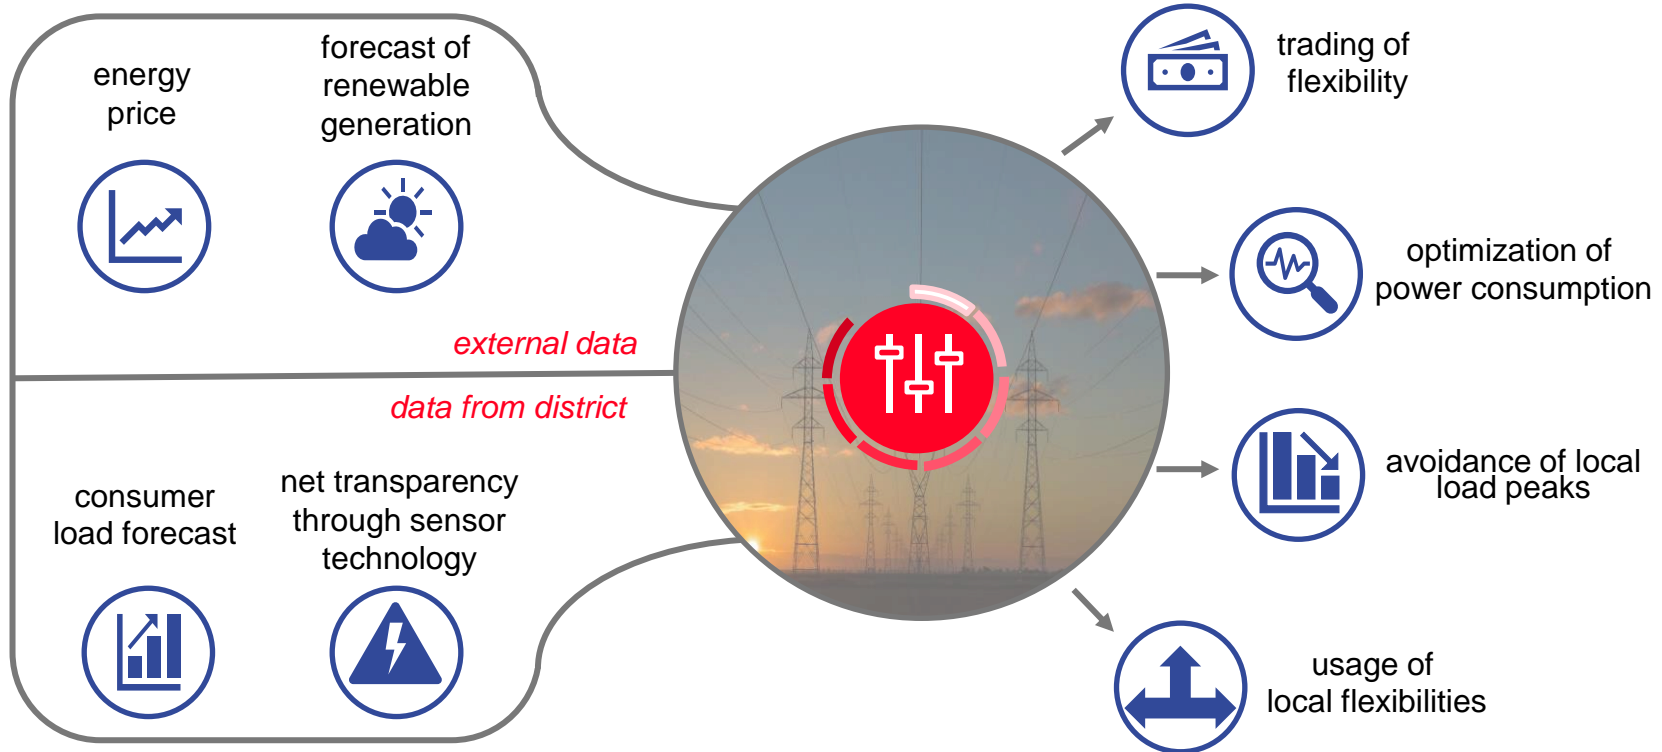 energy
price
forecast of
renewable
generation
external data
data from district
consumer
load forecast
net transparency
through sensor
technology
trading of
flexibility
optimization of
power consumption
avoidance of local
load peaks
usage of
local flexibilities